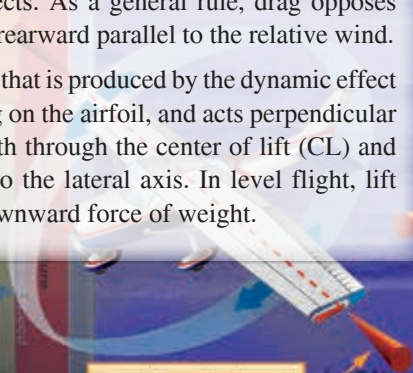 ects. As a general rule, drag opposes
rearward parallel to the relative wind.
that is produced by the dynamic effect
g on the airfoil, and acts perpendicular
th through the center of lift (CL) and
o the lateral axis. In level flight, lift
ownward force of weight.